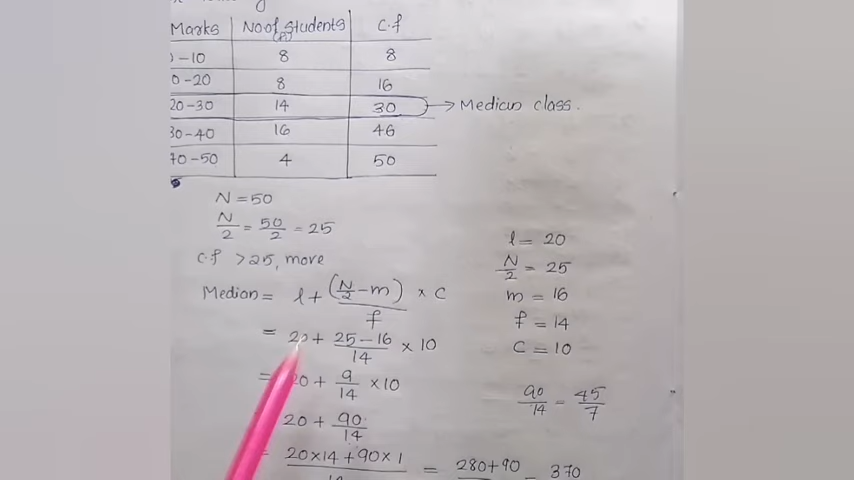 Marks No.of students C.f
(f)
0-10 8 8
0-20 8 16
20-30 14 30 → Median class.
30-40 16 46
40-50 4 50
N = 50
N/2 = 50/2 = 25
C.f > 25, more
Median = l + (N/2 - m)/f × C
= 20 + 25-16/14 × 10
= 20 + 9/14 × 10
20 + 90/14
= 20×14+90×1 = 280+90 = 370
l = 20
N/2 = 25
m = 16
f = 14
C = 10
90/14 = 45/7